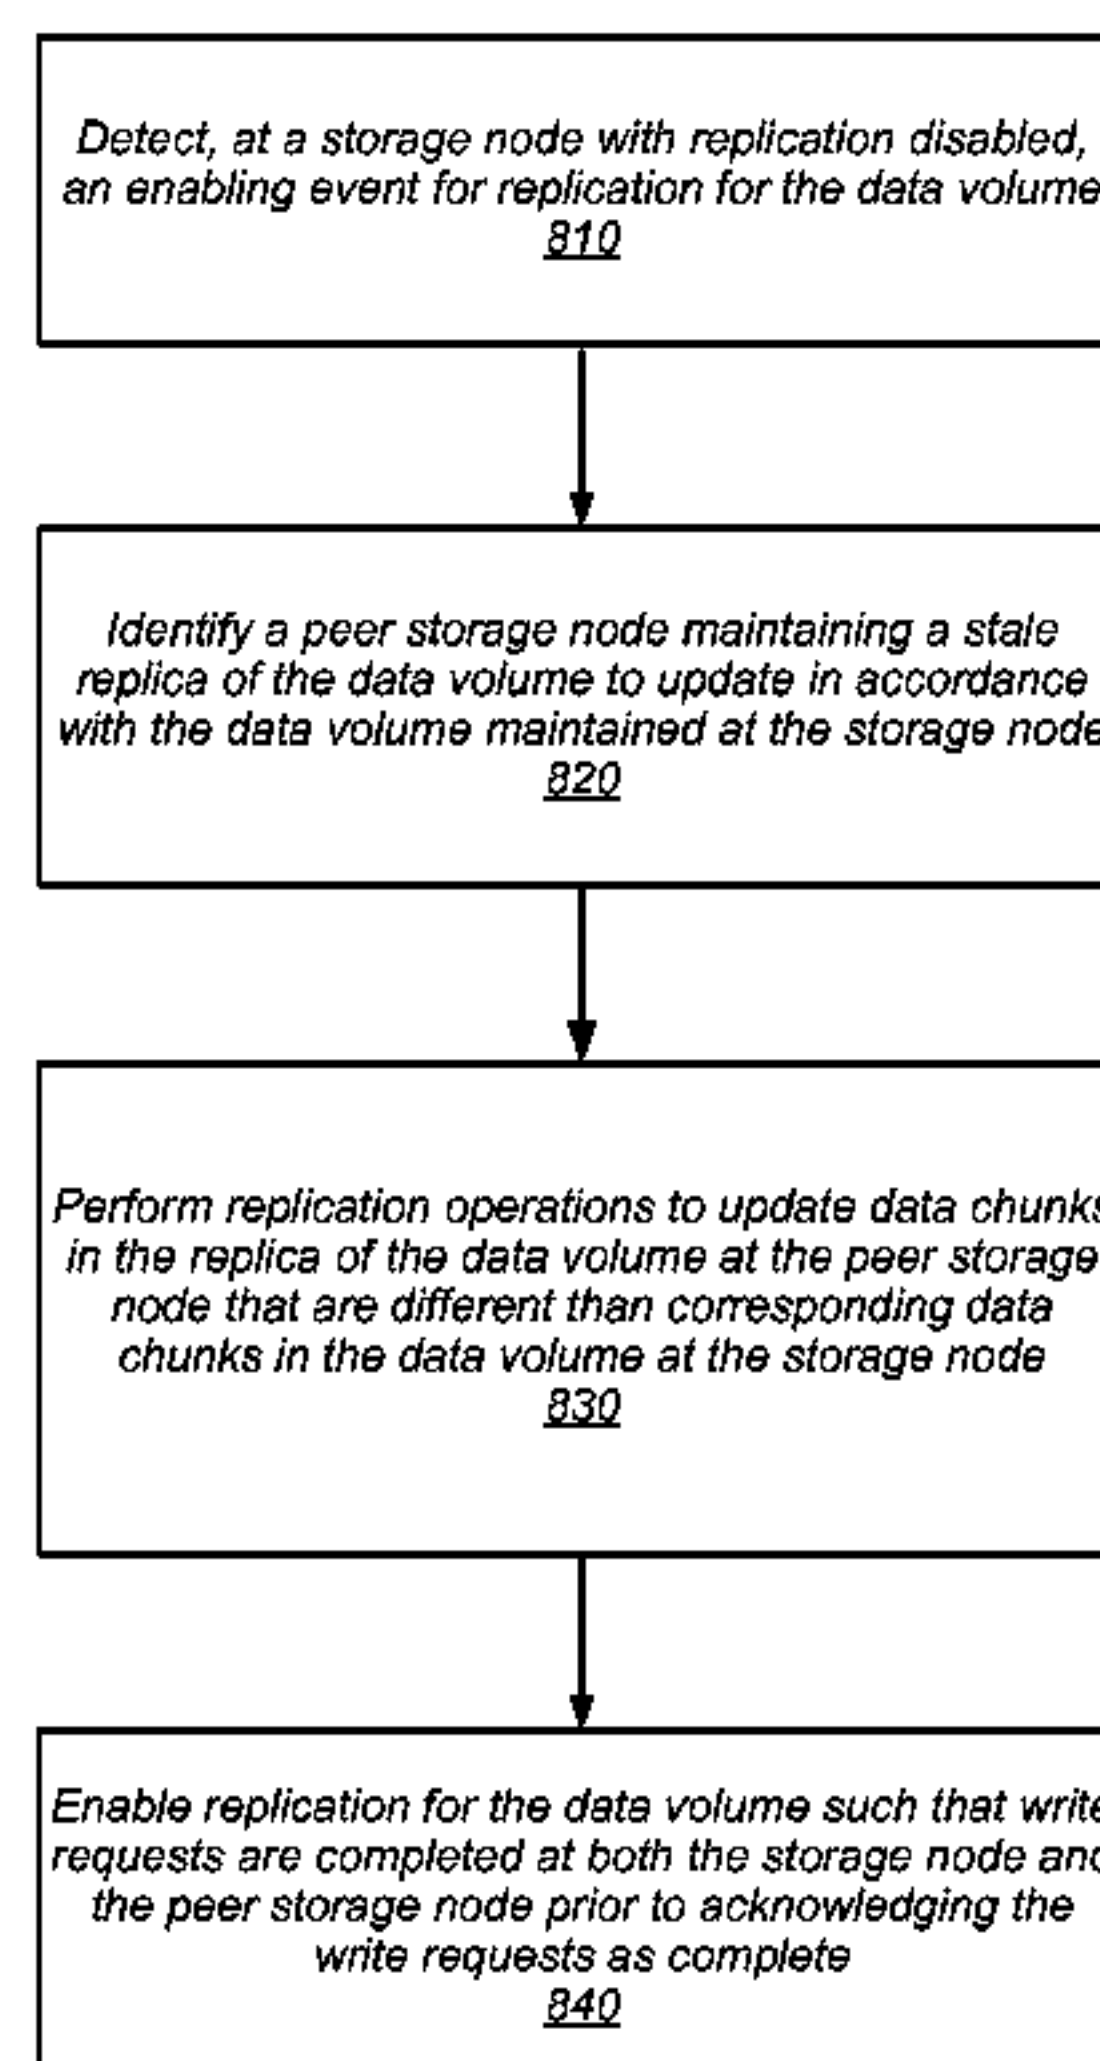 Detect, at a storage node with replication disabled,
an enabling event for replication for the data volume
810
Identify a peer storage node maintaining a stale
replica of the data volume to update in accordance
with the data volume maintained at the storage node
820
Perform replication operations to update data chunks
in the replica of the data volume at the peer storage
node that are different than corresponding data
chunks in the data volume at the storage node
830
Enable replication for the data volume such that write
requests are completed at both the storage node and
the peer storage node prior to acknowledging the
write requests as complete
840